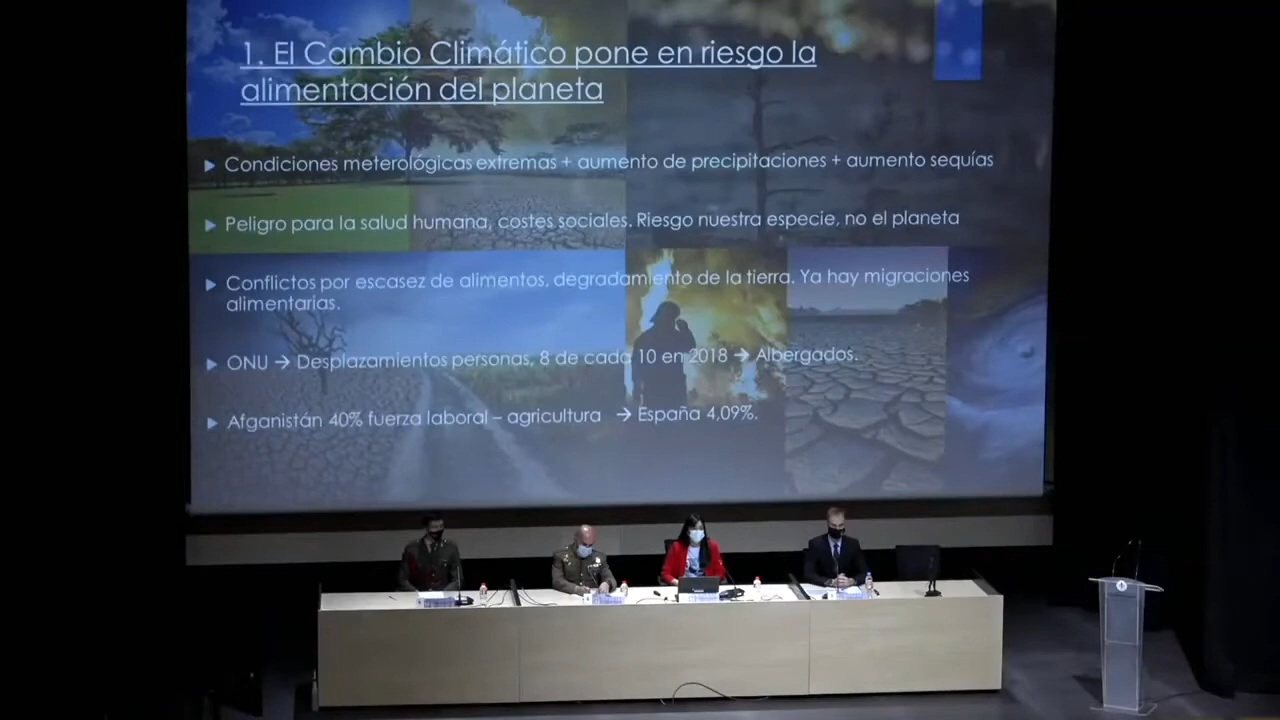 1. El Cambio Climático pone en riesgo la
alimentación del planeta
Condiciones meterológicas extremas + aumento de precipitaciones + aumento sequías
Peligro para la salud humana, costes sociales. Riesgo nuestra especie, no el planeta
Conflictos por escasez de alimentos, degradamiento de la tierra. Ya hay migraciones
alimentarias.
ONU → Desplazamientos personas, 8 de cada 10 en 2018 → Albergados.
Afganistán 40% fuerza laboral – agricultura → España 4,09%.